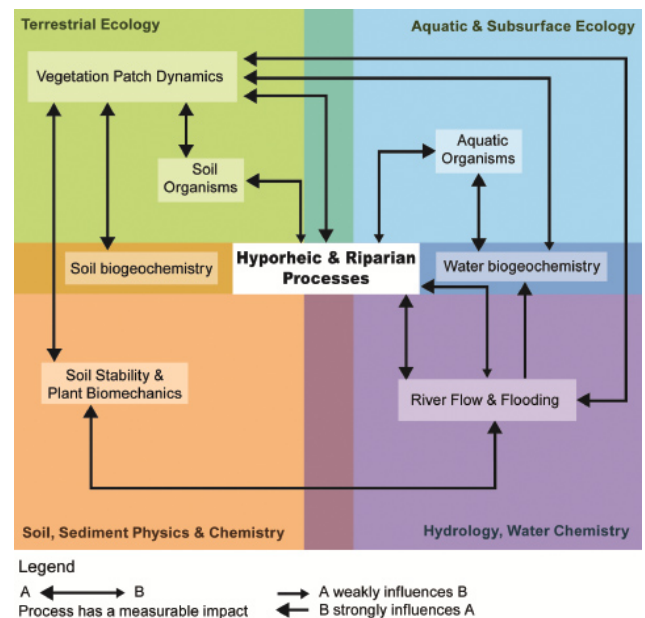 Terrestrial Ecology
Aquatic & Subsurface Ecology
Vegetation Patch Dynamics
Aquatic
Organisms
Soil
Organisms
Soil biogeochemistry
Hyporheic & Riparian
Processes
Water biogeochemistry
Soil Stability &
Plant Biomechanics
River Flow & Flooding
Soil, Sediment Physics & Chemistry
Hydrology, Water Chemistry
Legend
A B
Process has a measurable impact
A weakly influences B
B strongly influences A